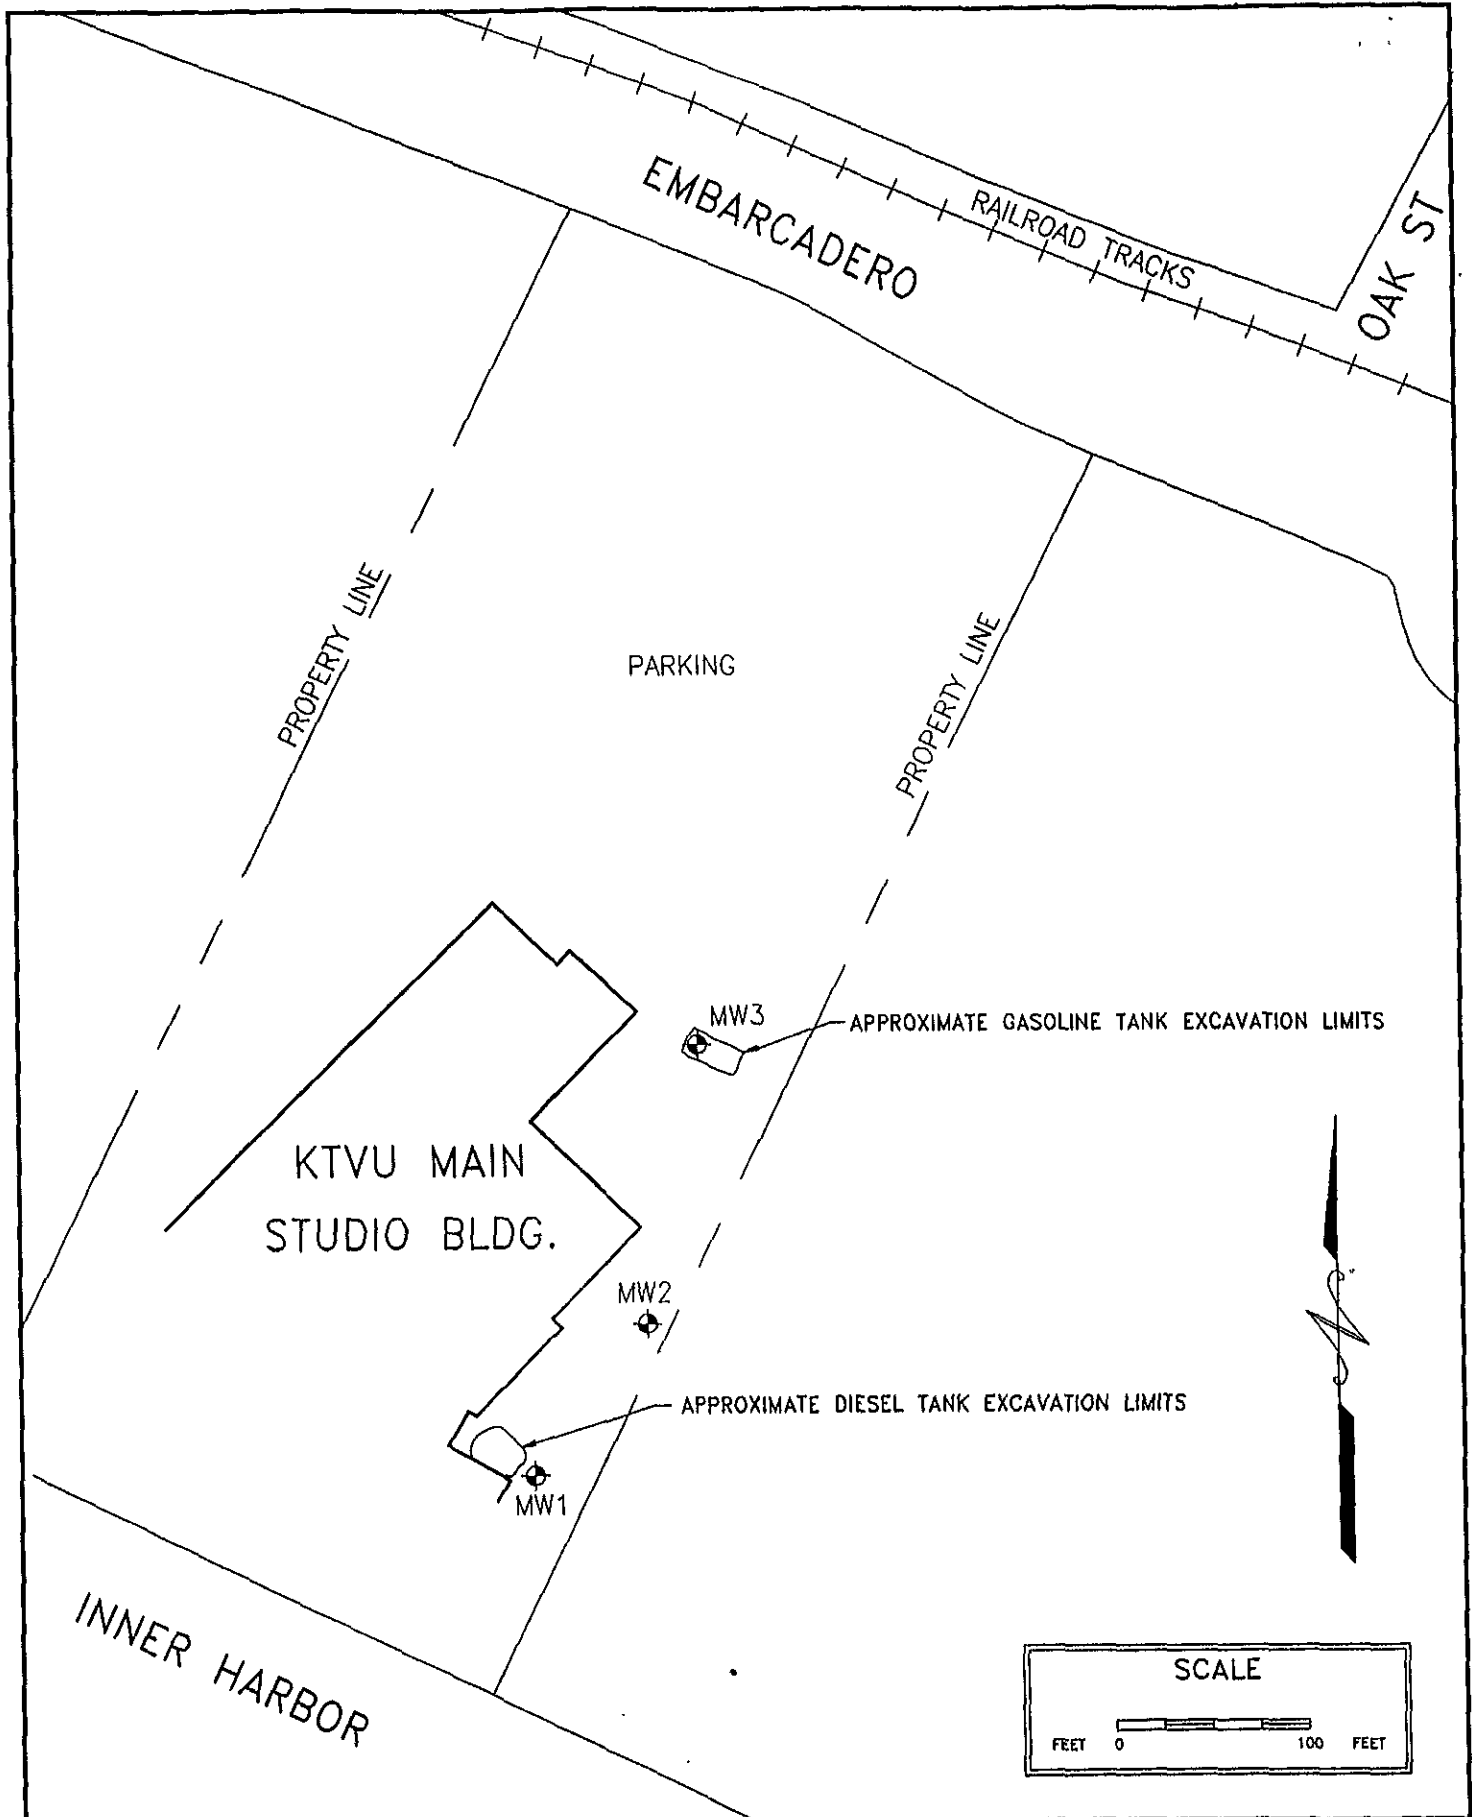 EMBARCADERO
RAILROAD TRACKS
OAK ST
PROPERTY LINE
PROPERTY LINE
PARKING
MW3
APPROXIMATE GASOLINE TANK EXCAVATION LIMITS
KTVU MAIN
STUDIO BLDG.
MW2
N
APPROXIMATE DIESEL TANK EXCAVATION LIMITS
MW1
INNER HARBOR
SCALE
FEET 0 100 FEET